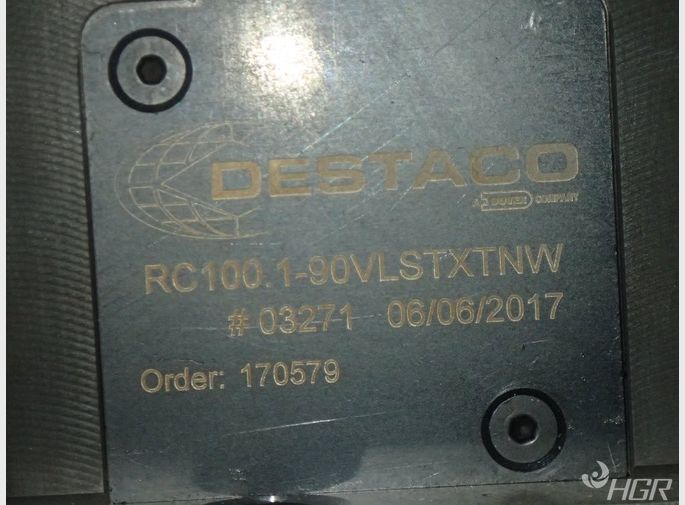 DESTACO
A DOVER COMPANY
RC100.1-90VLSTXTNW
# 03271 06/06/2017
Order: 170579
HGR